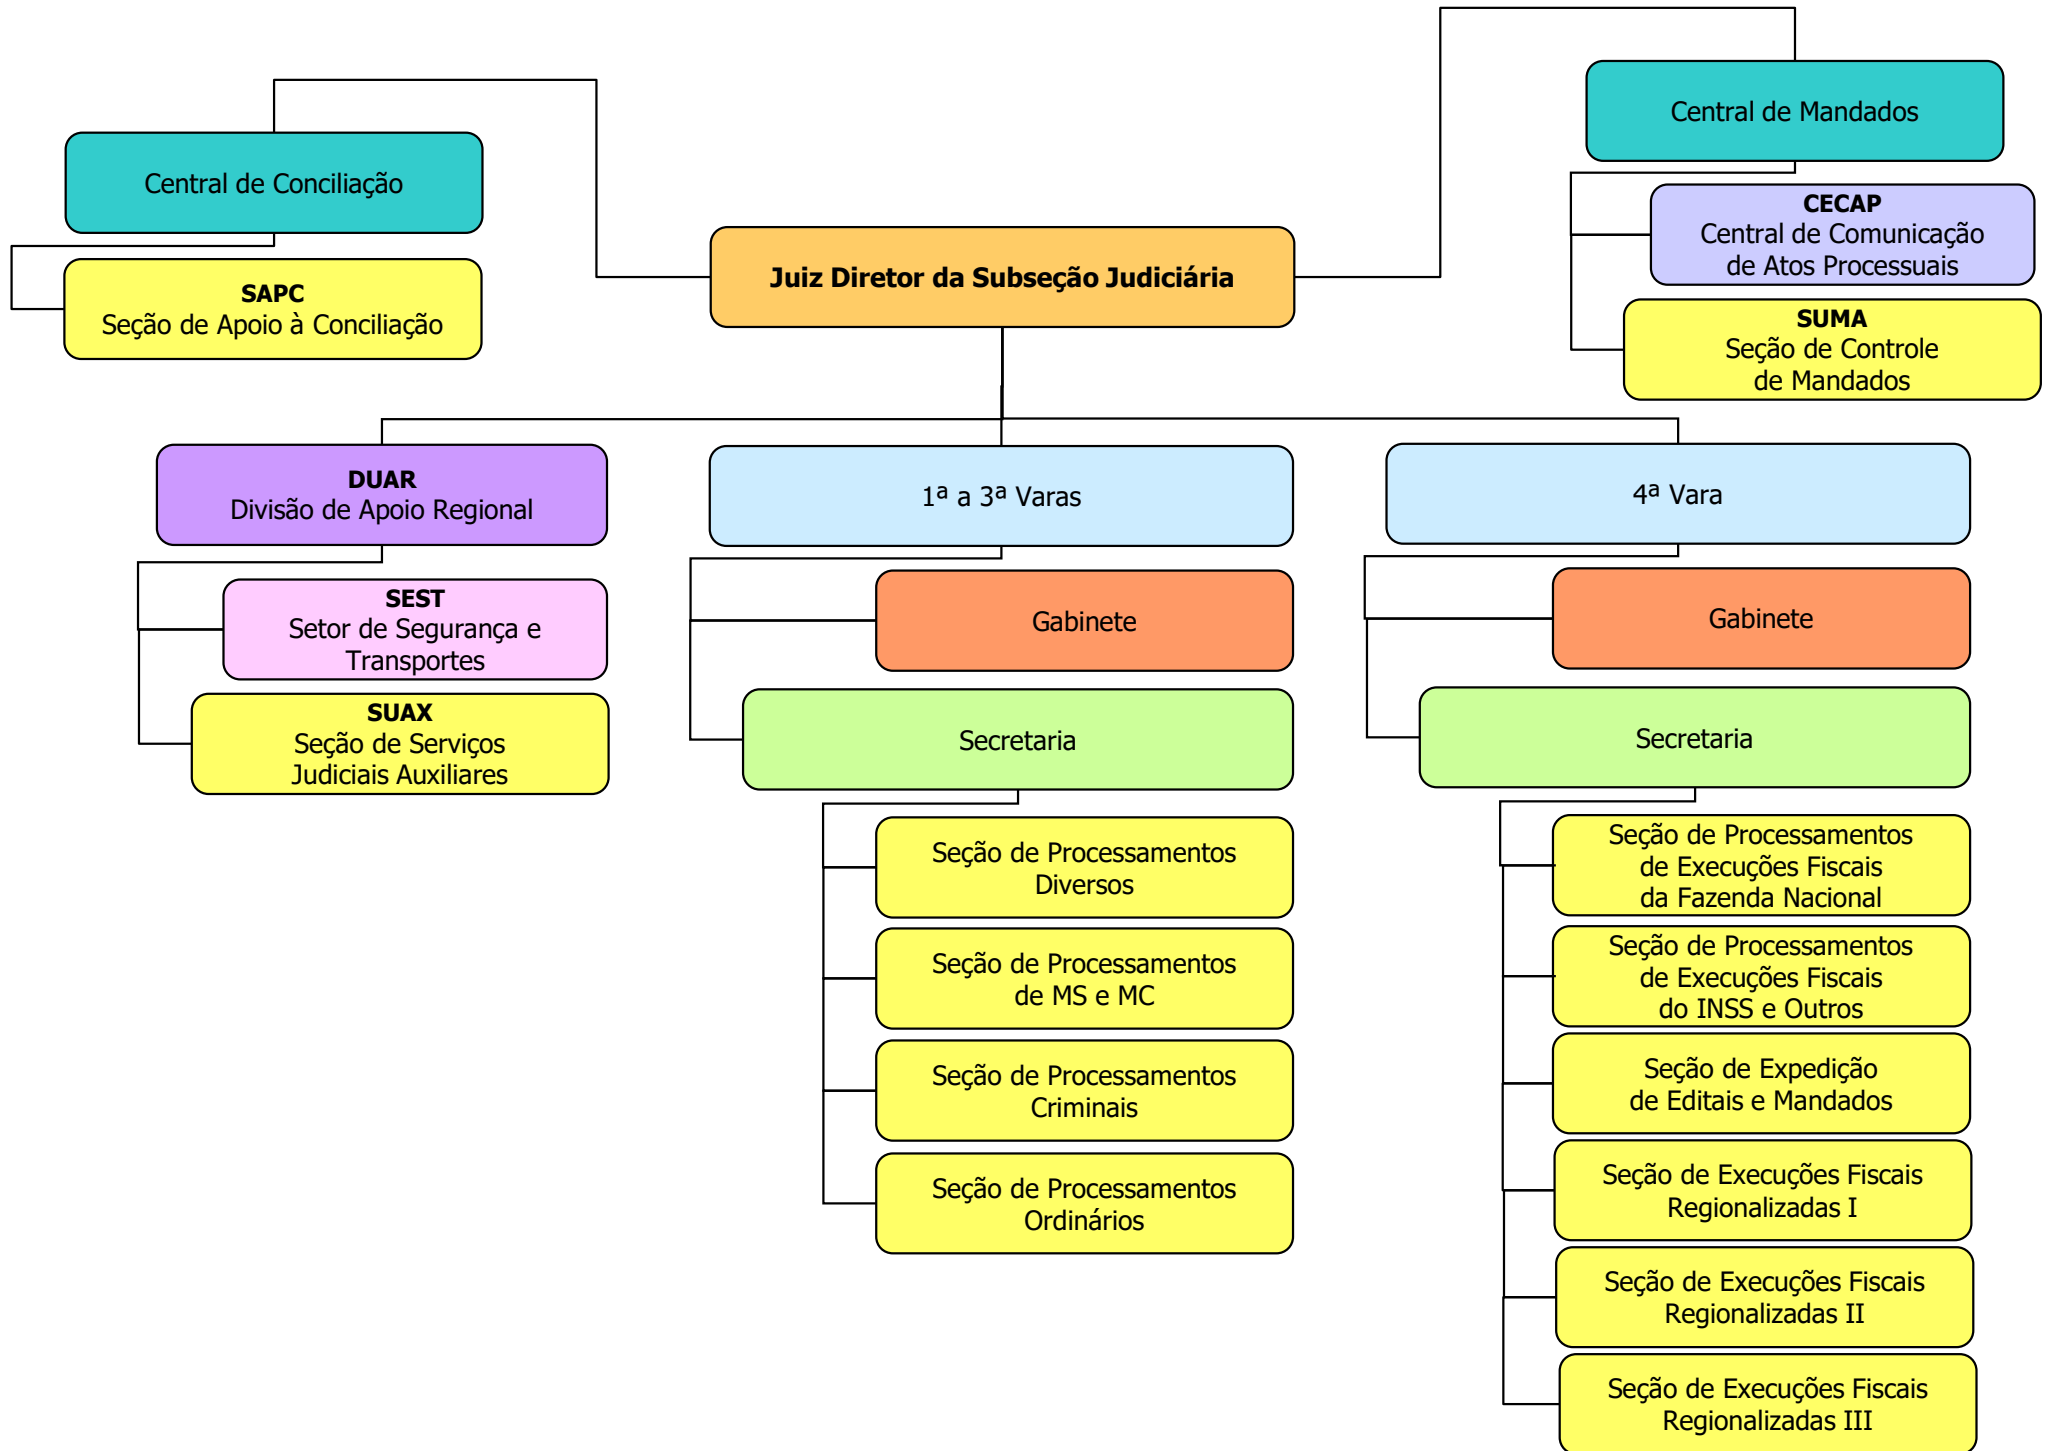 Central de Conciliação
SAPC
Seção de Apoio à Conciliação
Juiz Diretor da Subseção Judiciária
Central de Mandados
CECAP
Central de Comunicação
de Atos Processuais
SUMA
Seção de Controle
de Mandados
DUAR
Divisão de Apoio Regional
SEST
Setor de Segurança e
Transportes
SUAX
Seção de Serviços
Judiciais Auxiliares
1ª a 3ª Varas
Gabinete
Secretaria
Seção de Processamentos
Diversos
Seção de Processamentos
de MS e MC
Seção de Processamentos
Criminais
Seção de Processamentos
Ordinários
4ª Vara
Gabinete
Secretaria
Seção de Processamentos
de Execuções Fiscais
da Fazenda Nacional
Seção de Processamentos
de Execuções Fiscais
do INSS e Outros
Seção de Expedição
de Editais e Mandados
Seção de Execuções Fiscais
Regionalizadas I
Seção de Execuções Fiscais
Regionalizadas II
Seção de Execuções Fiscais
Regionalizadas III